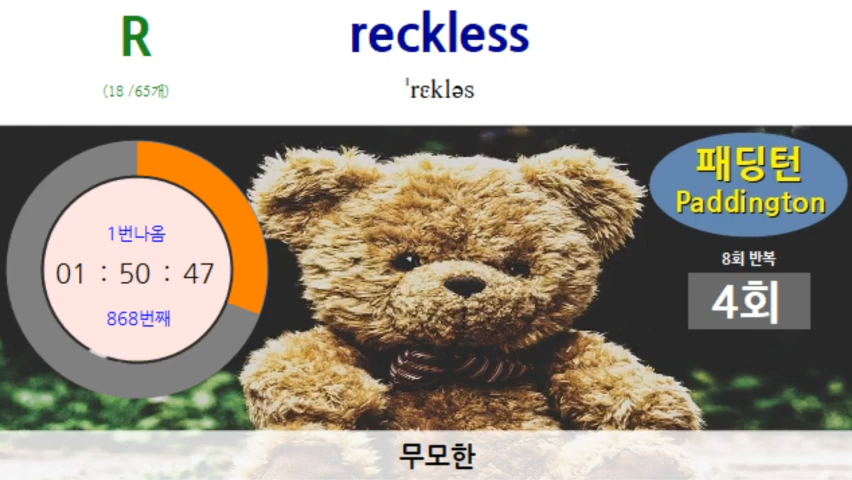 R
(18 /65개)
reckless
ˈrɛkləs
1번나옴
01 : 50 : 47
868번째
패딩턴
Paddington
8회 반복
4회
무모한